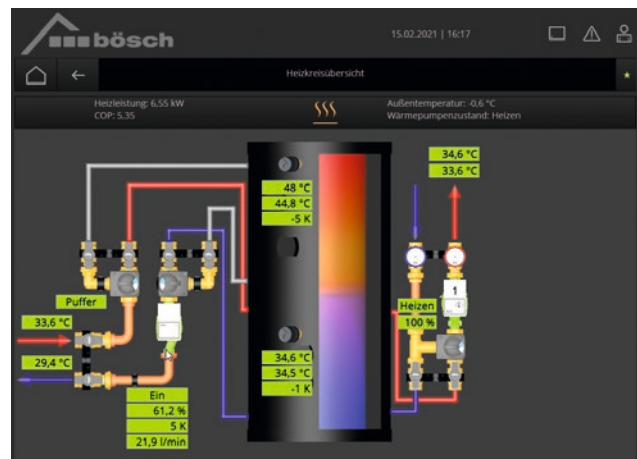 bösch
15.02.2021 | 16:17
Heizkreisübersicht
Heizleistung: 6,55 kW
COP: 5,35
Außentemperatur: -0,6 °C
Wärmepumpenzustand: Heizen
34,6 °C
33,6 °C
48 °C
44,8 °C
-5 K
Puffer
33,6 °C
29,4 °C
Heizen
100 %
1
34,6 °C
34,5 °C
-1 K
Ein
61,2 %
5 K
21,9 l/min